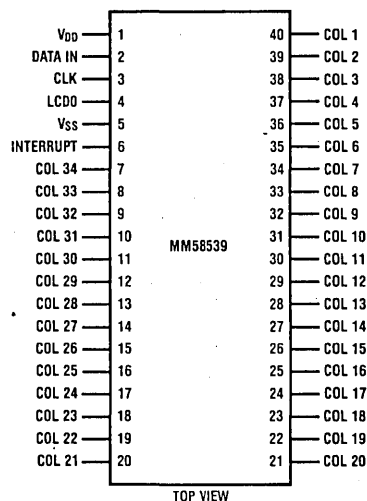 VDD 1 40 COL 1
DATA IN 2 39 COL 2
CLK 3 38 COL 3
LCDO 4 37 COL 4
VSS 5 36 COL 5
INTERRUPT 6 35 COL 6
COL 34 7 34 COL 7
COL 33 8 33 COL 8
COL 32 9 32 COL 9
COL 31 10 31 COL 10
MM58539
COL 30 11 30 COL 11
COL 29 12 29 COL 12
COL 28 13 28 COL 13
COL 27 14 27 COL 14
COL 26 15 26 COL 15
COL 25 16 25 COL 16
COL 24 17 24 COL 17
COL 23 18 23 COL 18
COL 22 19 22 COL 19
COL 21 20 21 COL 20
TOP VIEW